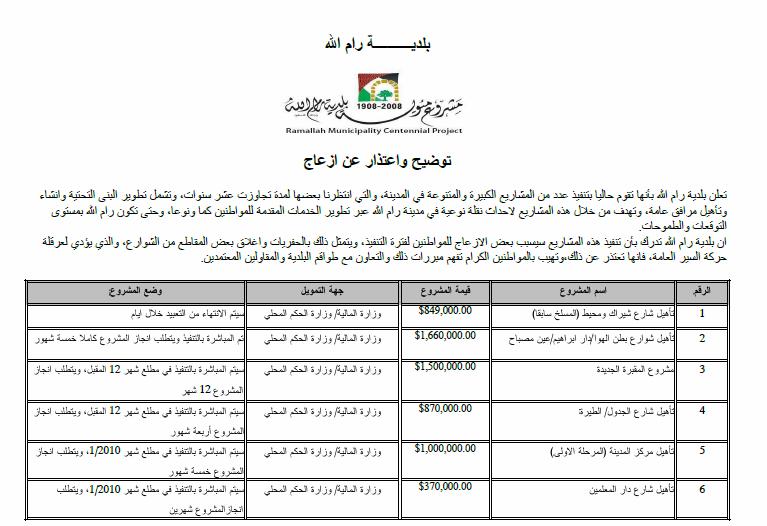 بلديـــــــــــة رام الله
مشروع مئوية بلدية رام الله
1908-2008
Ramallah Municipality Centennial Project
توضيح واعتذار عن ازعاج
تعلن بلدية رام الله بأنها تقوم حاليا بتنفيذ عدد من المشاريع الكبيرة والمتنوعة في المدينة، والتي انتظرنا بعضها لمدة تجاوزت عشر سنوات، وتشمل تطوير البنى التحتية وانشاء
وتأهيل مرافق عامة، وتهدف من خلال هذه المشاريع لاحداث نقلة نوعية في مدينة رام الله عبر تطوير الخدمات المقدمة للمواطنين كما ونوعا، وحتى تكون رام الله بمستوى
التوقعات والطموحات.
ان بلدية رام الله تدرك بأن تنفيذ هذه المشاريع سيسبب بعض الازعاج للمواطنين لفترة التنفيذ، ويتمثل ذلك بالحفريات واغلاق بعض المقاطع من الشوارع، والذي يؤدي لعرقلة
حركة السير العامة، فانها تعتذر عن ذلك،وتهيب بالمواطنين الكرام تفهم مبررات ذلك والتعاون مع طواقم البلدية والمقاولين المعتمدين.
الرقم اسم المشروع قيمة المشروع جهة التمويل وضع المشروع
1 تأهيل شارع شيراك ومحيط (المسلخ سابقا) $849,000.00 وزارة المالية/ وزارة الحكم المحلي سيتم الانتهاء من التعبيد خلال ايام
2 تأهيل شوارع بطن الهوا/دار ابراهيم/عين مصباح $1,660,000.00 وزارة المالية/ وزارة الحكم المحلي تم المباشرة بالتنفيذ ويتطلب انجاز المشروع كاملا خمسة شهور
3 مشروع المقبرة الجديدة $1,500,000.00 وزارة المالية/ وزارة الحكم المحلي سيتم المباشرة بالتنفيذ في مطلع شهر 12 المقبل، ويتطلب انجاز
المشروع 12 شهر
4 تأهيل شارع الجدول/ الطيرة $870,000.00 وزارة المالية/ وزارة الحكم المحلي سيتم المباشرة بالتنفيذ في مطلع شهر 12 المقبل، ويتطلب انجاز
المشروع أربعة شهور
5 تأهيل مركز المدينة (المرحلة الاولى) $1,000,000.00 وزارة المالية/ وزارة الحكم المحلي سيتم المباشرة بالتنفيذ في مطلع شهر 1/2010، ويتطلب انجاز
المشروع خمسة شهور
6 تأهيل شارع دار المعلمين $370,000.00 وزارة المالية/ وزارة الحكم المحلي سيتم المباشرة بالتنفيذ في مطلع شهر 1/2010، ويتطلب
انجازالمشروع شهرين